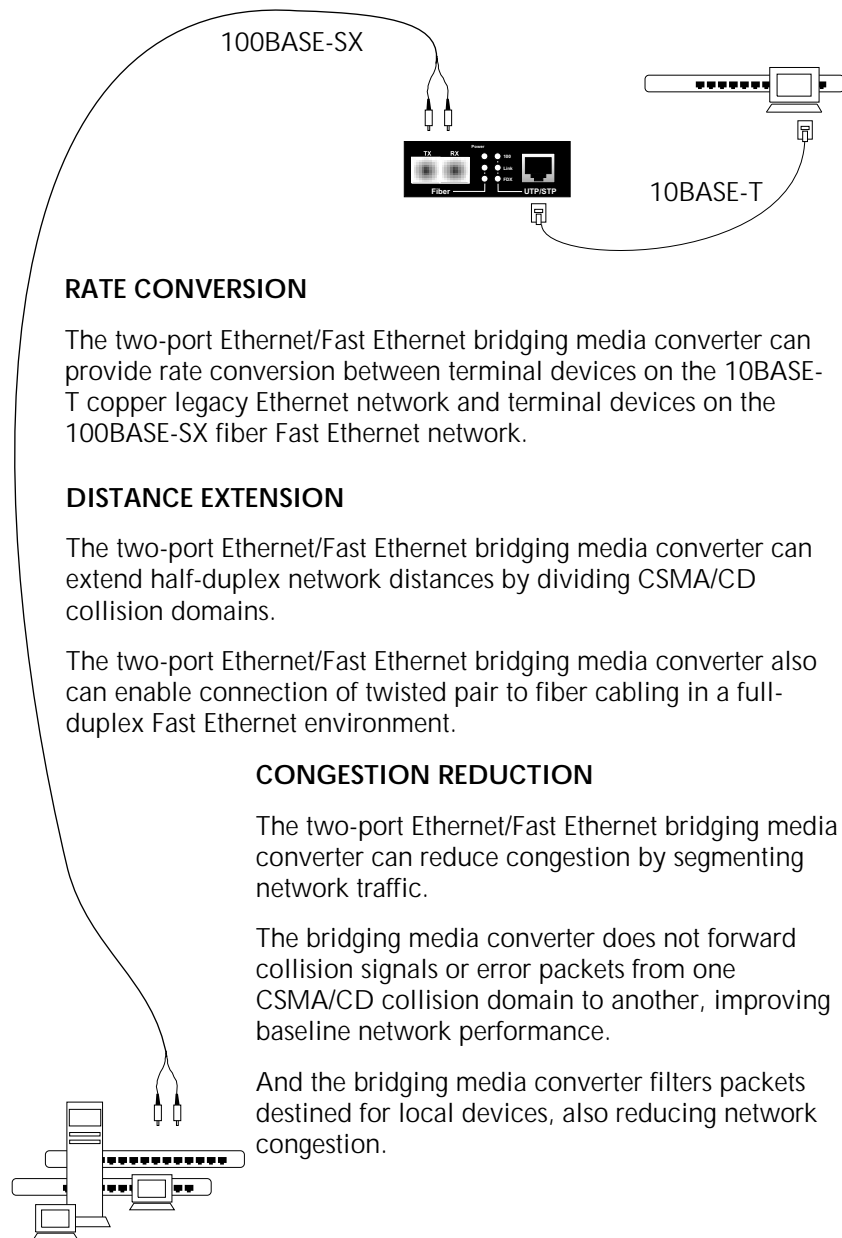 100BASE-SX
Power
TX RX
100
Link
FDX
Fiber
UTP/STP
10BASE-T
RATE CONVERSION
The two-port Ethernet/Fast Ethernet bridging media converter can
provide rate conversion between terminal devices on the 10BASE-
T copper legacy Ethernet network and terminal devices on the
100BASE-SX fiber Fast Ethernet network.
DISTANCE EXTENSION
The two-port Ethernet/Fast Ethernet bridging media converter can
extend half-duplex network distances by dividing CSMA/CD
collision domains.
The two-port Ethernet/Fast Ethernet bridging media converter also
can enable connection of twisted pair to fiber cabling in a full-
duplex Fast Ethernet environment.
CONGESTION REDUCTION
The two-port Ethernet/Fast Ethernet bridging media
converter can reduce congestion by segmenting
network traffic.
The bridging media converter does not forward
collision signals or error packets from one
CSMA/CD collision domain to another, improving
baseline network performance.
And the bridging media converter filters packets
destined for local devices, also reducing network
congestion.